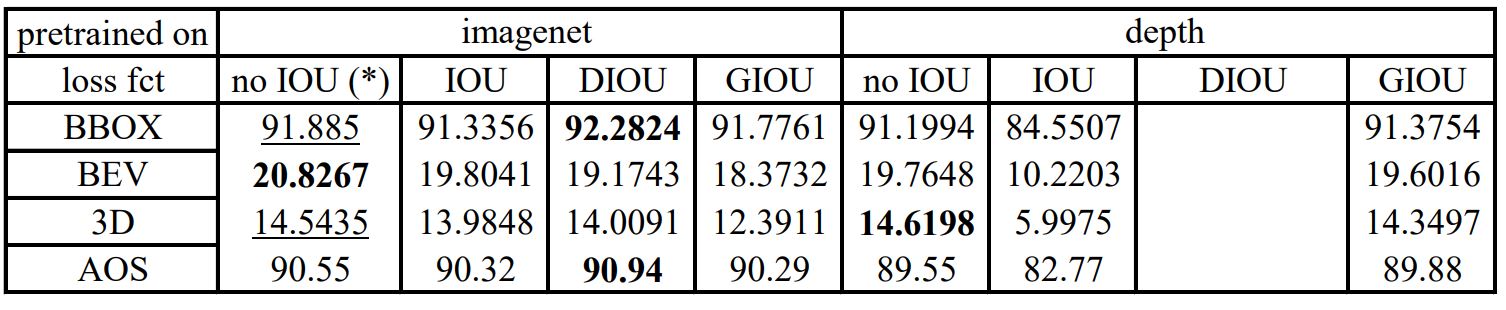 pretrained on imagenet depth
loss fct no IOU (*) IOU DIOU GIOU no IOU IOU DIOU GIOU
BBOX 91.885 91.3356 92.2824 91.7761 91.1994 84.5507 91.3754
BEV 20.8267 19.8041 19.1743 18.3732 19.7648 10.2203 19.6016
3D 14.5435 13.9848 14.0091 12.3911 14.6198 5.9975 14.3497
AOS 90.55 90.32 90.94 90.29 89.55 82.77 89.88